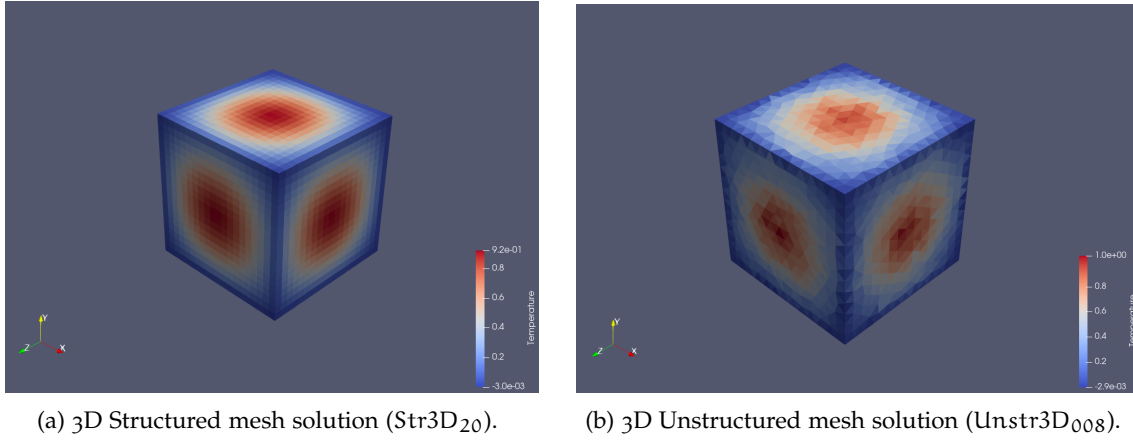 9.2e-01
0.8
0.6
0.4
0.2
-3.0e-03
Temperature
Y
Z
X
1.0e+00
0.8
0.6
0.4
0.2
-2.9e-03
Temperature
Y
Z
X
(a) 3D Structured mesh solution (Str3D20).
(b) 3D Unstructured mesh solution (Unstr3D008).